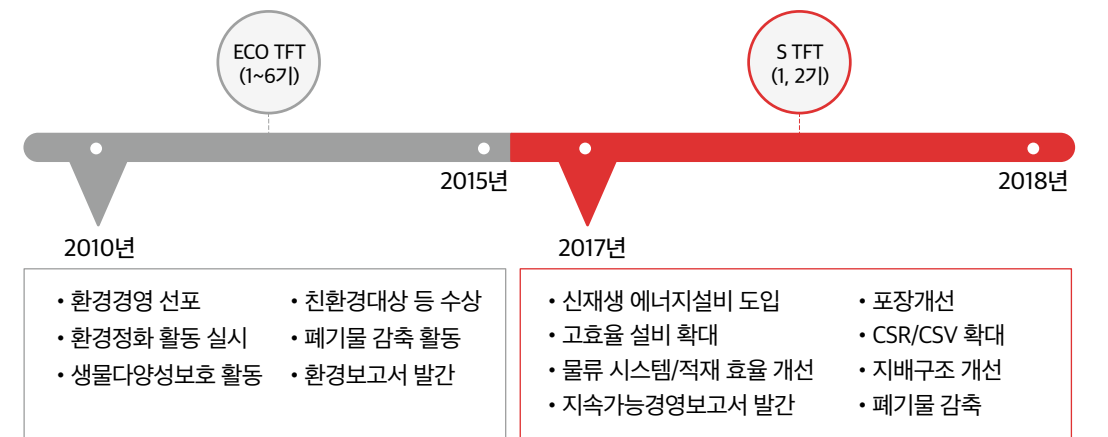 ECO TFT
(1~6기)
S TFT
(1, 2기)
2015년
2018년
2010년
2017년
• 환경경영 선포
• 환경정화 활동 실시
• 생물다양성보호 활동
• 친환경대상 등 수상
• 폐기물 감축 활동
• 환경보고서 발간
• 신재생 에너지설비 도입
• 고효율 설비 확대
• 물류 시스템/적재 효율 개선
• 지속가능경영보고서 발간
• 포장개선
• CSR/CSV 확대
• 지배구조 개선
• 폐기물 감축